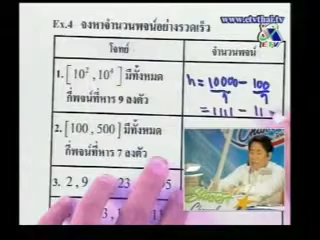 www.etvthai.tv
Ex.4 จงหาจำนวนพจน์อย่างรวดเร็ว
โจทย์ จำนวนพจน์
1. [10², 10⁴] มีทั้งหมด
กี่พจน์ที่หาร 9 ลงตัว
n = 10000/9 - 100/9
= 1111 - 11 =
2. [100, 500] มีทั้งหมด
กี่พจน์ที่หาร 7 ลงตัว
3. 2, 9 23